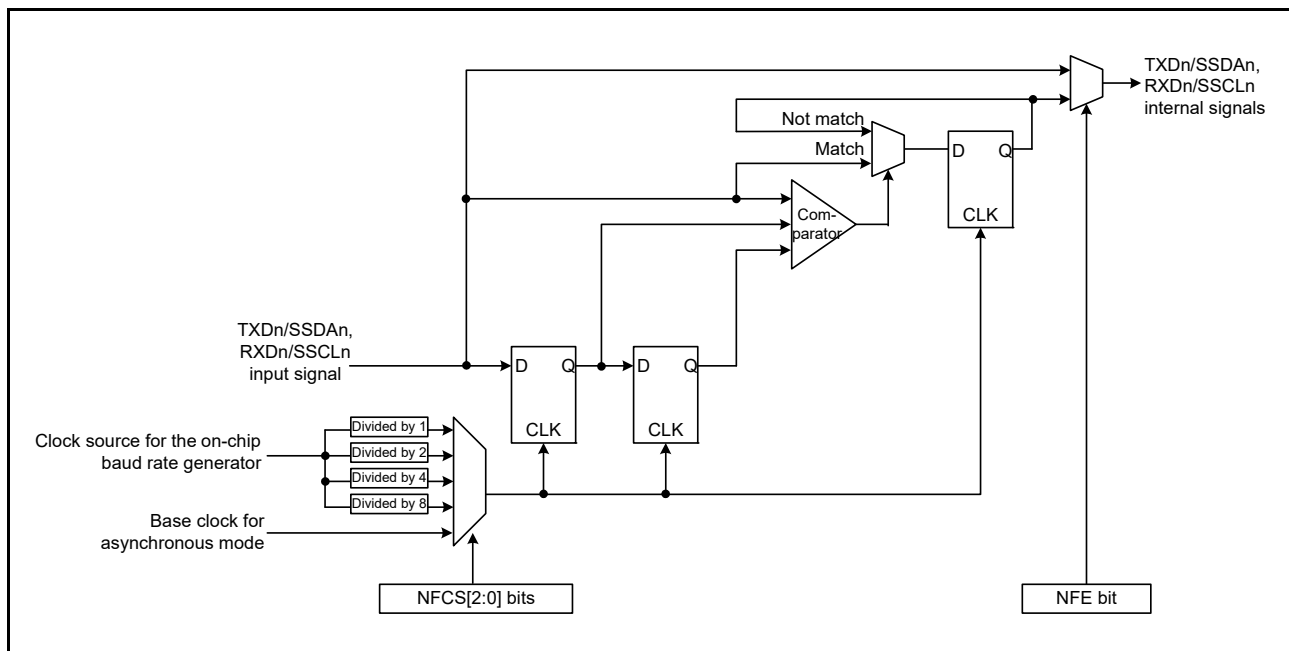 TXDn/SSDAn,
RXDn/SSCLn
internal signals
Not match
Match
D
Q
CLK
Com-
parator
TXDn/SSDAn,
RXDn/SSCLn
input signal
D
Q
CLK
D
Q
CLK
Clock source for the on-chip
baud rate generator
Divided by 1
Divided by 2
Divided by 4
Divided by 8
Base clock for
asynchronous mode
NFCS[2:0] bits
NFE bit